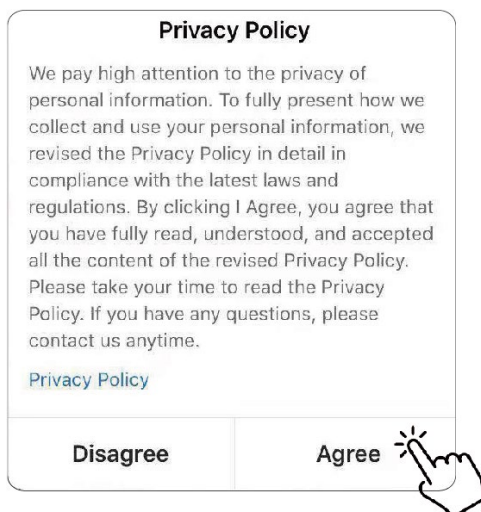 Privacy Policy
We pay high attention to the privacy of
personal information. To fully present how we
collect and use your personal information, we
revised the Privacy Policy in detail in
compliance with the latest laws and
regulations. By clicking I Agree, you agree that
you have fully read, understood, and accepted
all the content of the revised Privacy Policy.
Please take your time to read the Privacy
Policy. If you have any questions, please
contact us anytime.
Privacy Policy
Disagree
Agree